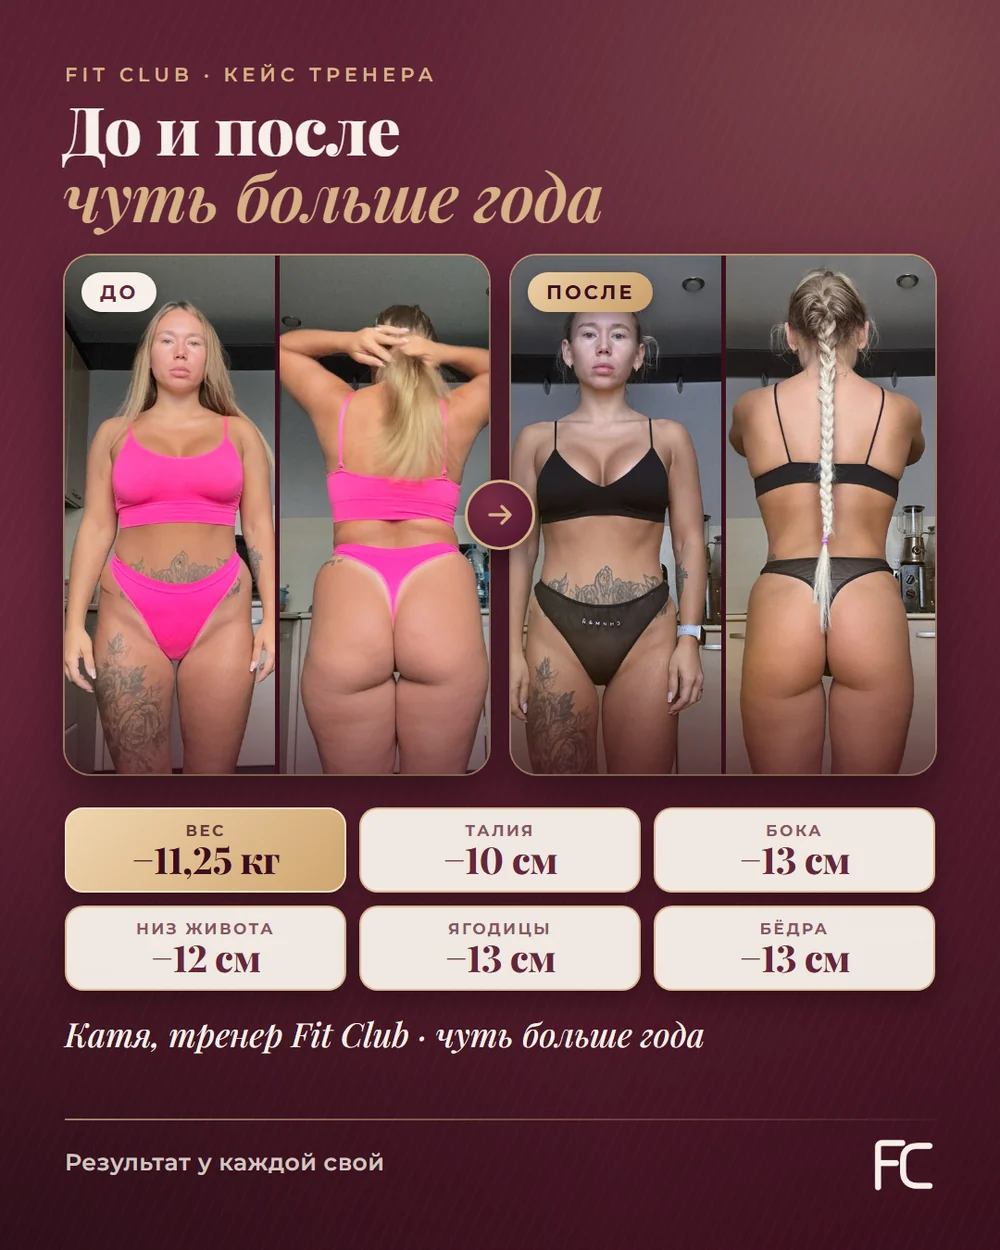 FIT CLUB · КЕЙС ТРЕНЕРА
До и после
чуть больше года
ДО
ПОСЛЕ
ВЕС
−11,25 кг
ТАЛИЯ
−10 см
БОКА
−13 см
НИЗ ЖИВОТА
−12 см
ЯГОДИЦЫ
−13 см
БЁДРА
−13 см
Катя, тренер Fit Club · чуть больше года
Результат у каждой свой
FC